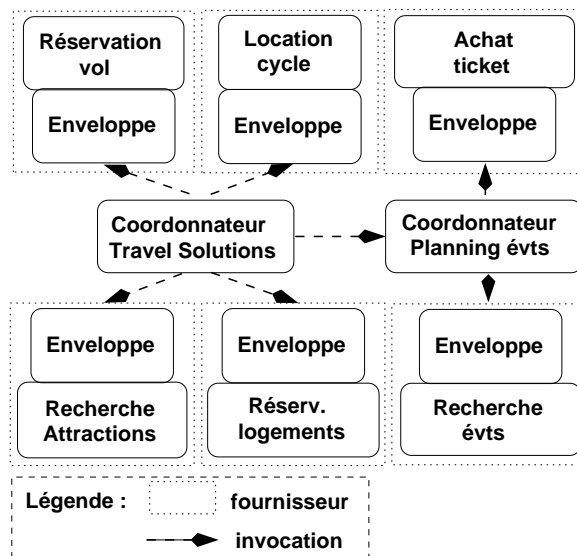 Réservation
vol
Location
cycle
Achat
ticket
Enveloppe
Enveloppe
Enveloppe
Coordonnateur
Travel Solutions
Coordonnateur
Planning évts
Enveloppe
Enveloppe
Enveloppe
Recherche
Attractions
Réserv.
logements
Recherche
évts
Légende :
fournisseur
invocation